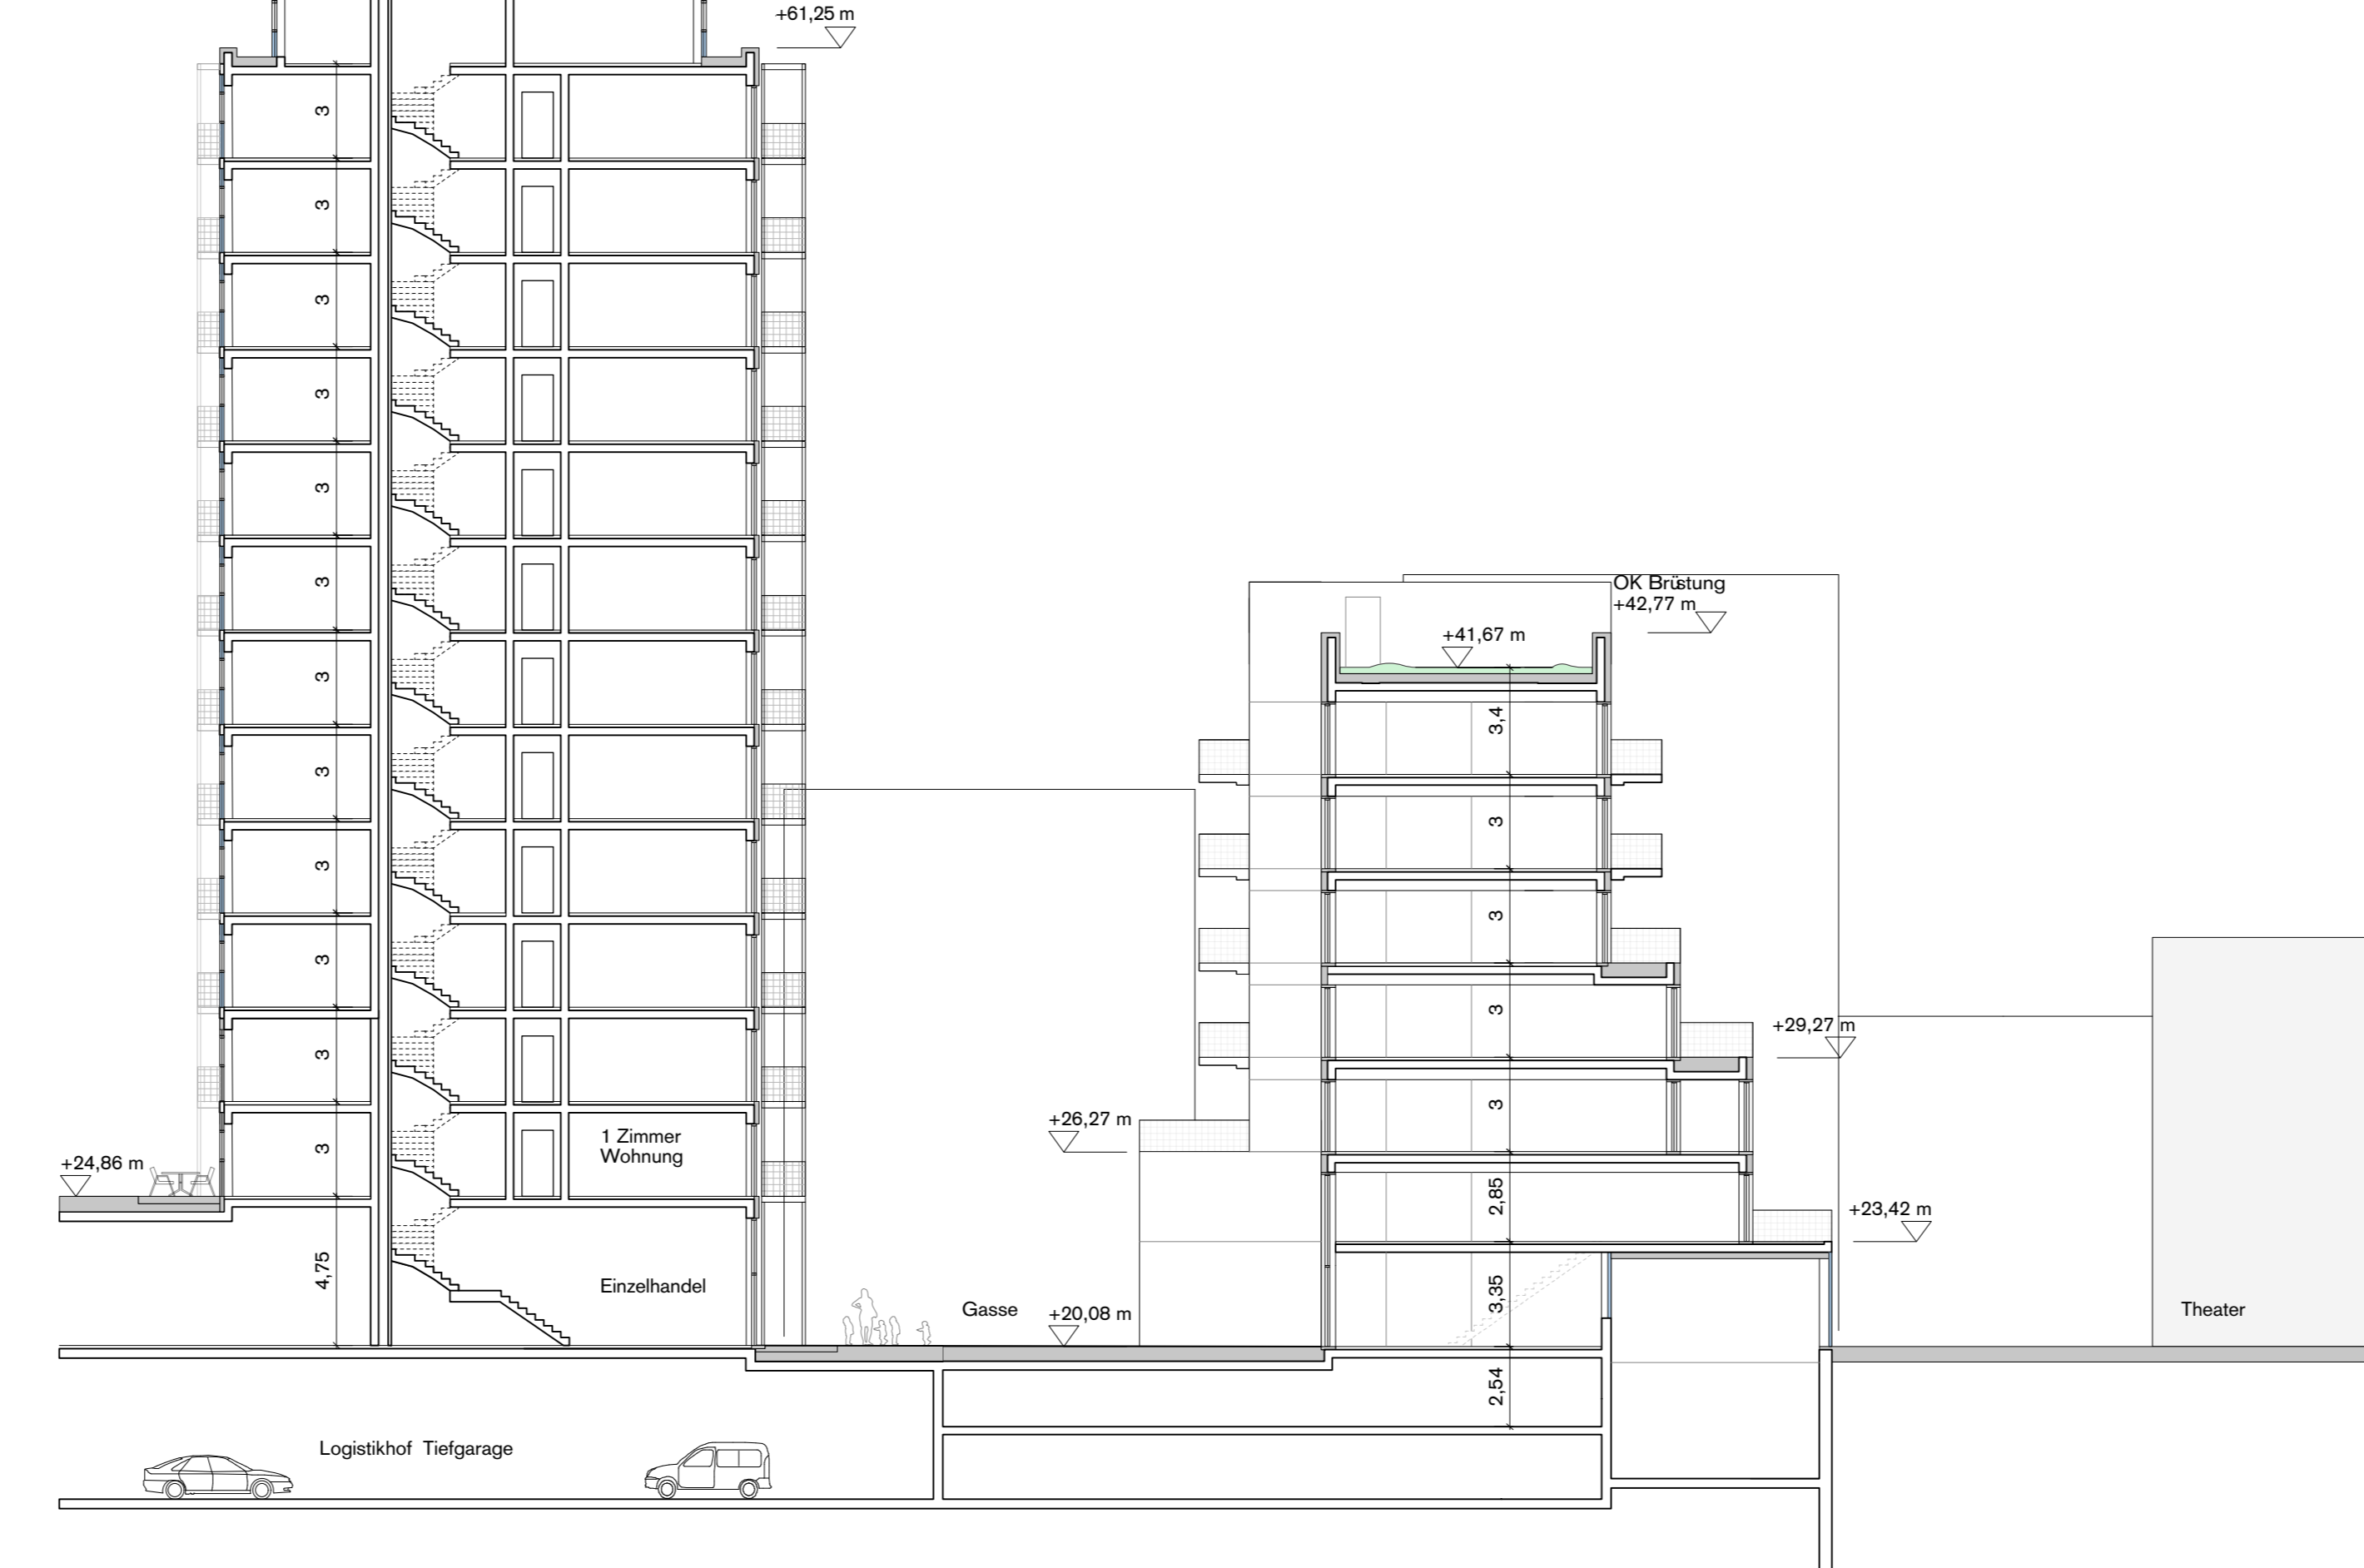 +61,25 m
3
3
3
3
3
3
3
3
3
3
3
3
4,75
OK Brüstung
+42,77 m
+41,67 m
3,4
3
3
3
3
2,85
3,35
2,54
+29,27 m
+26,27 m
+24,86 m
+23,42 m
+20,08 m
1 Zimmer
Wohnung
Einzelhandel
Gasse
Theater
Logistikhof Tiefgarage